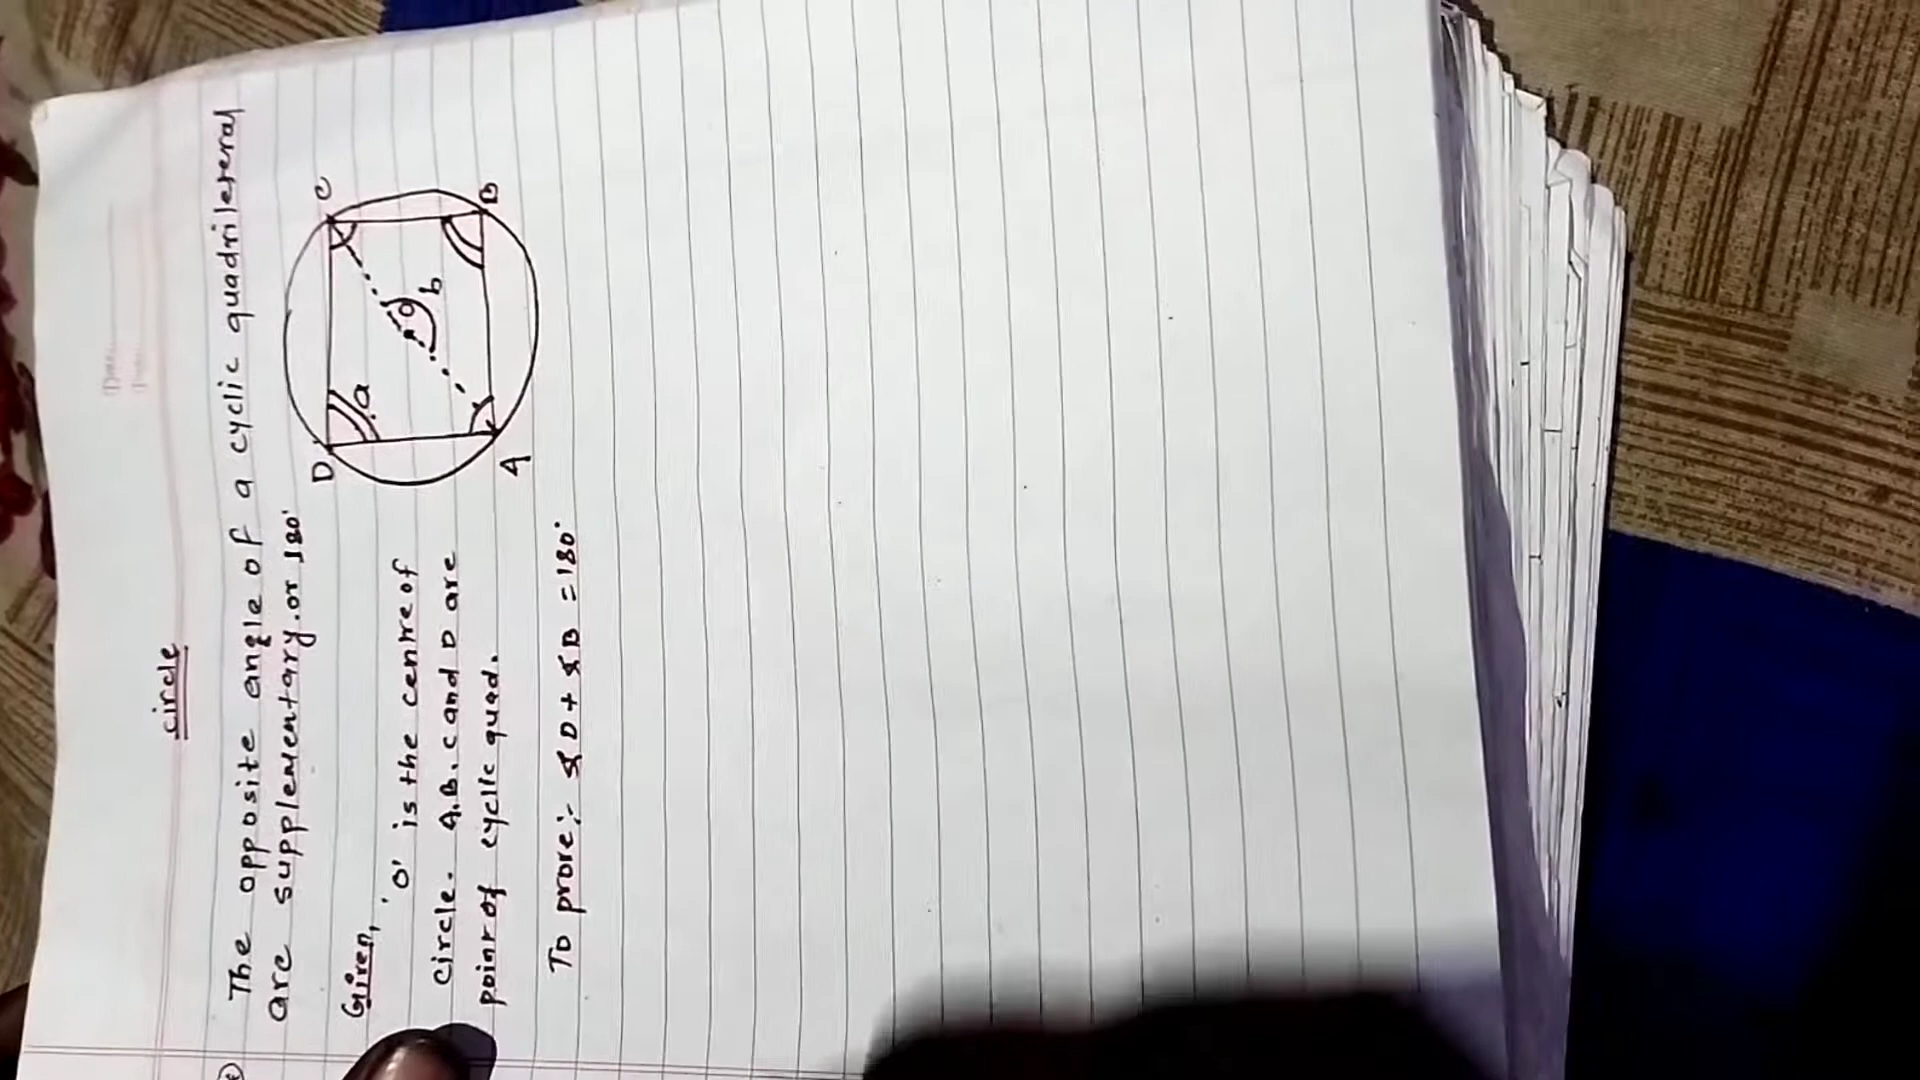 circle
The opposite angle of a cyclic quadrileteral
are supplementary. or 180°
Given,
'O' is the centre of
circle. A.B.C and D are
point of cyclic quad.
To prove:- ∠D + ∠B = 180°
D
C
a
O
b
A
B